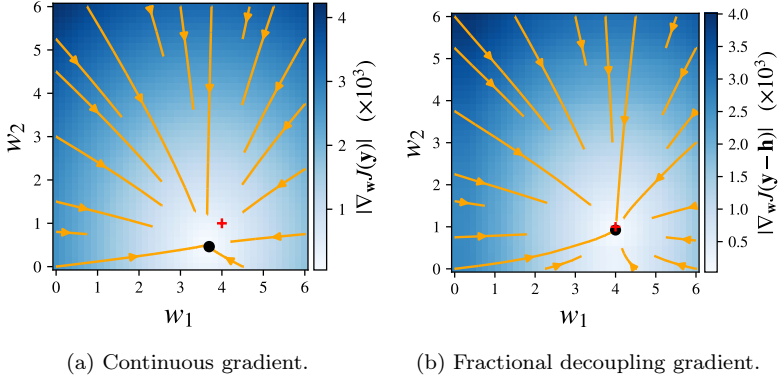 6
5
4
3
2
1
0
w₂
0 1 2 3 4 5 6
w₁
4
3
2
1
|∇_w J(y)| (×10³)
6
5
4
3
2
1
0
w₂
0 1 2 3 4 5 6
w₁
4.0
3.5
3.0
2.5
2.0
1.5
1.0
0.5
|∇_w J(y − h)| (×10³)
(a) Continuous gradient.
(b) Fractional decoupling gradient.